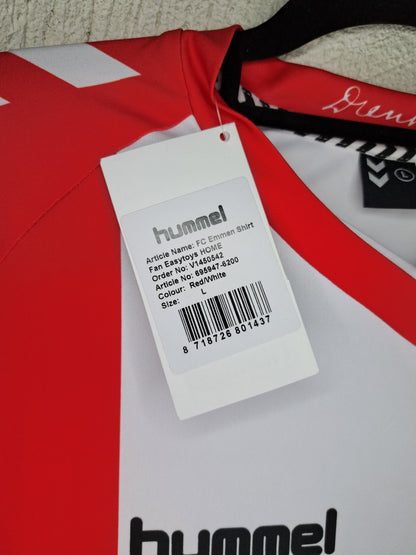 hummel
Article Name: FC Emmen Shirt
Fan Easytoys HOME
Order No: V1450542
Article No: 695947-6200
Colour: Red/White
Size: L
8 718726 801437
L
hummel